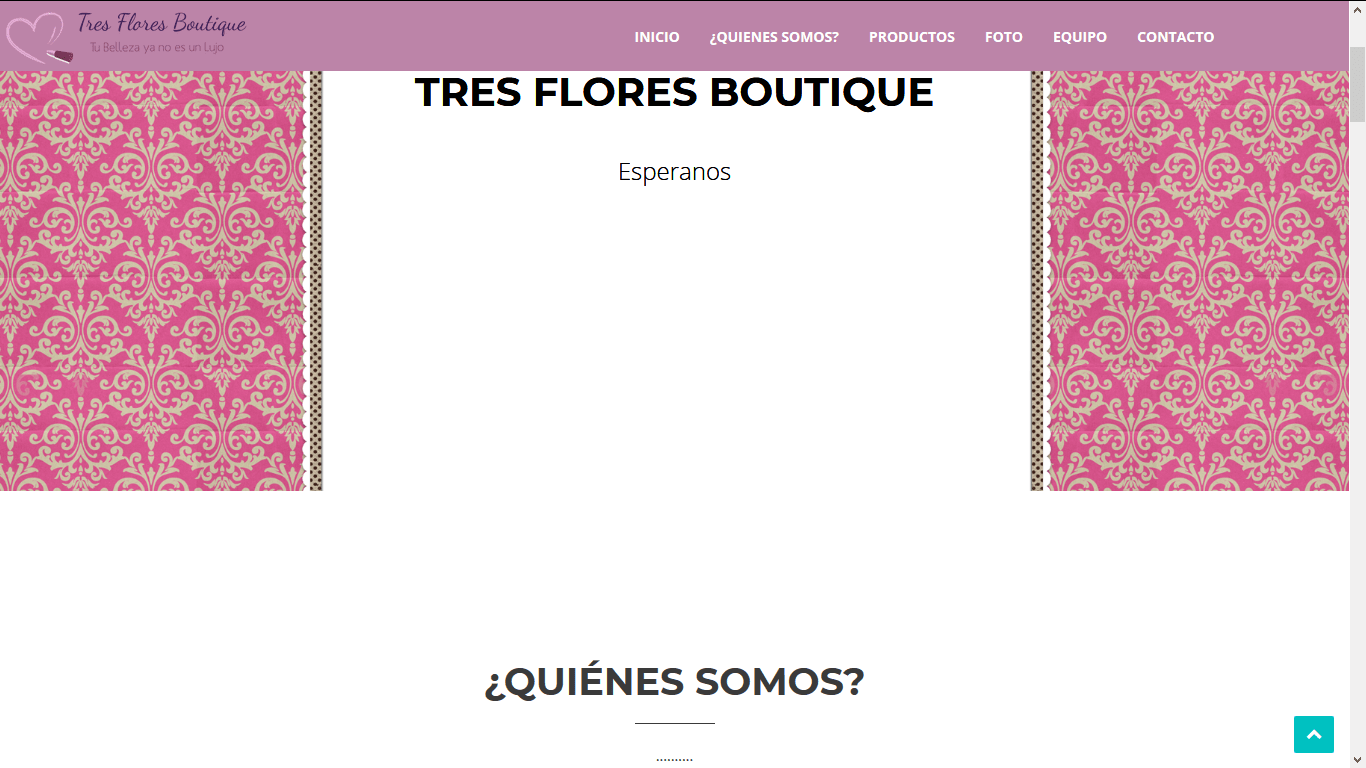 Tres Flores Boutique
Tu Belleza ya no es un Lujo
INICIO ¿QUIENES SOMOS? PRODUCTOS FOTO EQUIPO CONTACTO
TRES FLORES BOUTIQUE
Esperanos
¿QUIÉNES SOMOS?
..........